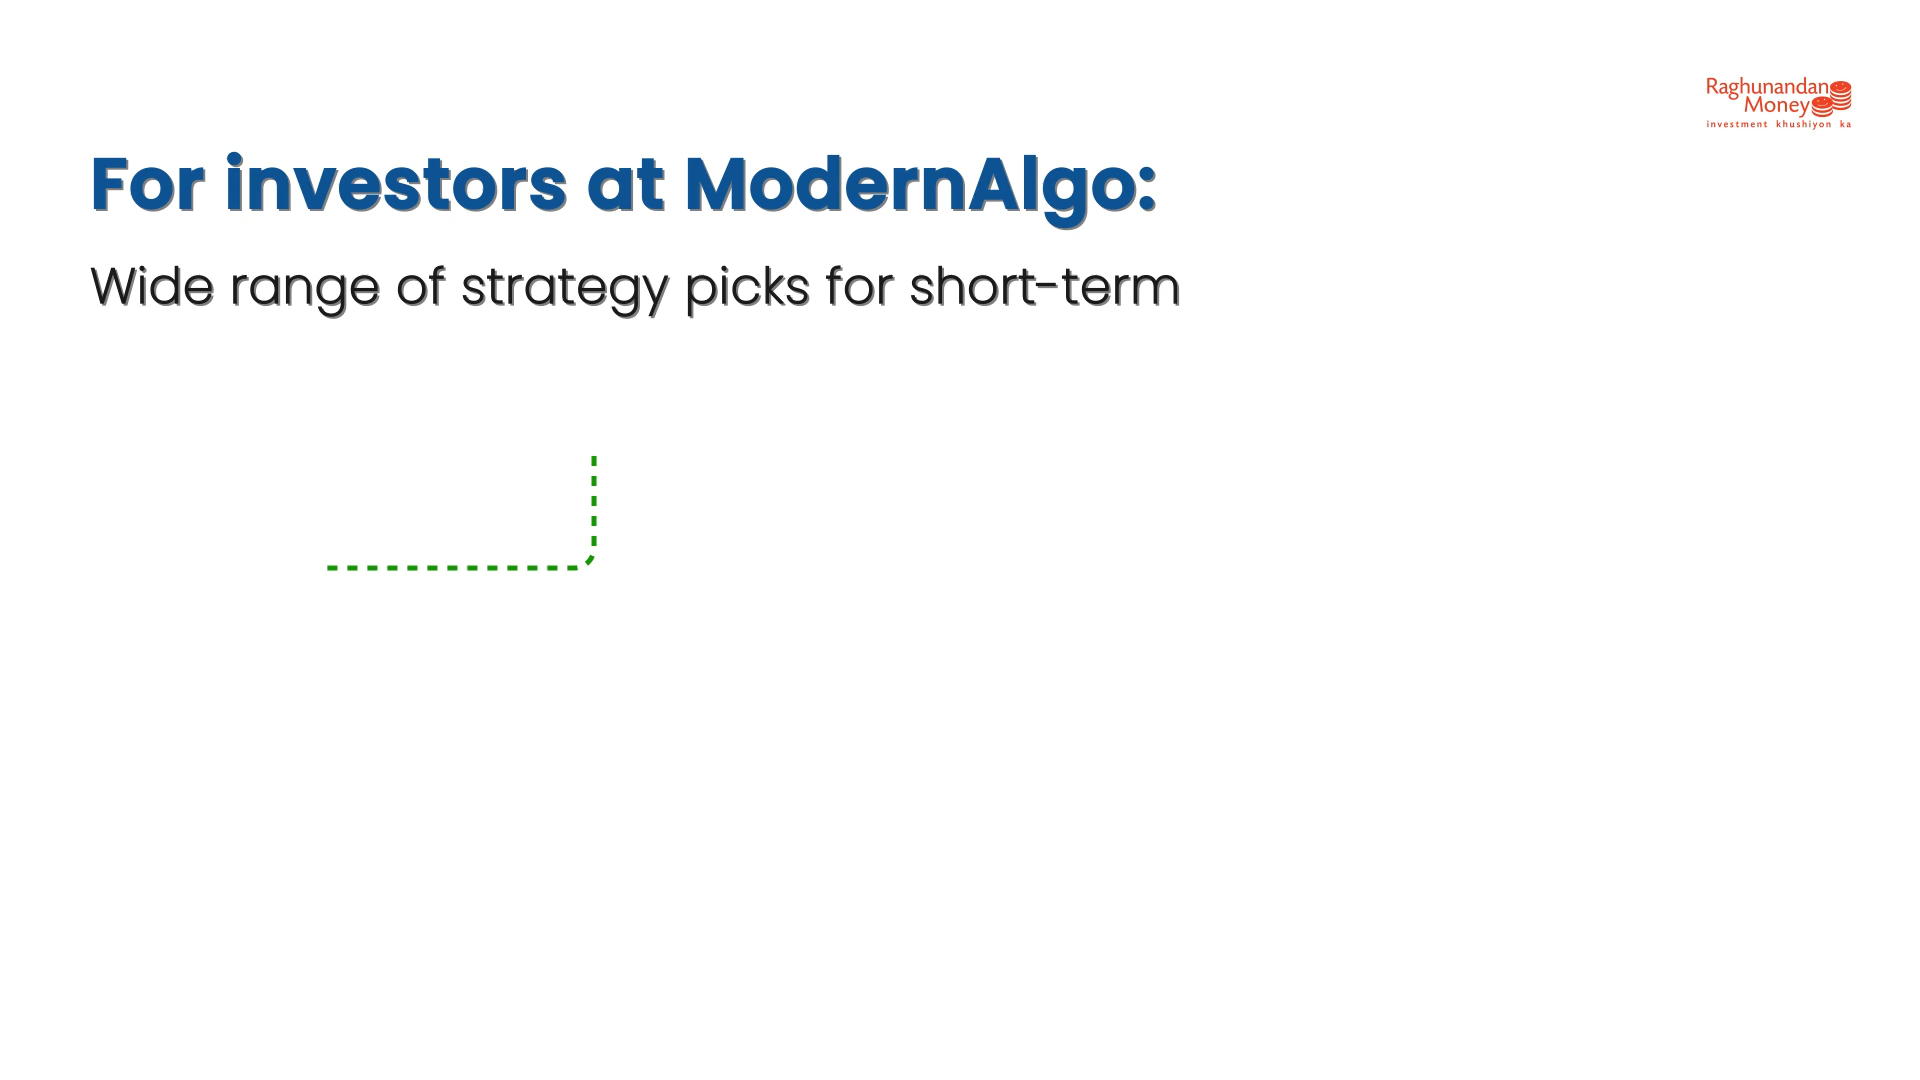 Raghunandan
Money
investment khushiyon ka
For investors at ModernAlgo:
Wide range of strategy picks for short-term